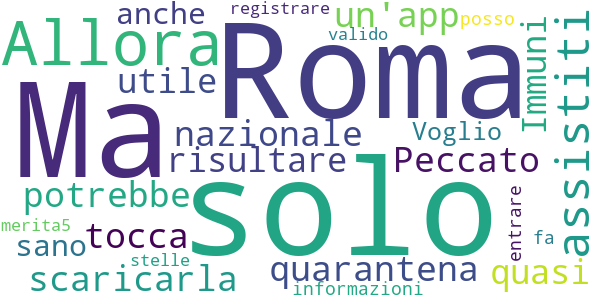 anche registrare un'app posso
Allora Roma valido Immuni assistiti
utile
Ma nazionale Voglio
risultare Peccato
potrebbe solo
merita5 tocca entrare
sano stelle fa
scaricarla quarantena quasi
informazioni